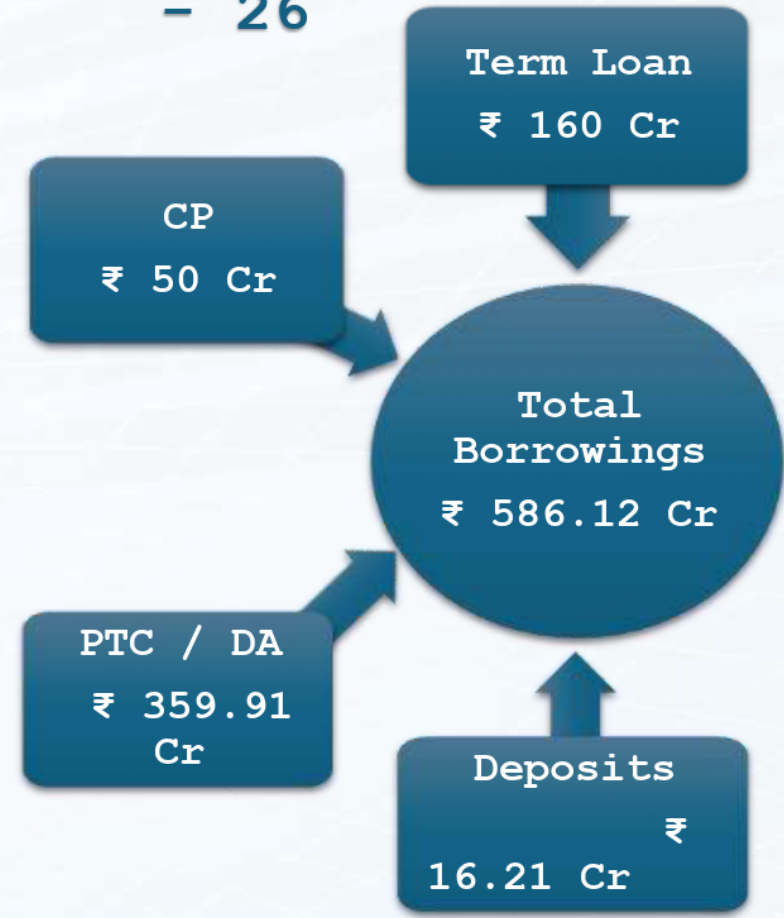 - 26
Term Loan
₹ 160 Cr
CP
₹ 50 Cr
Total
Borrowings
₹ 586.12 Cr
PTC / DA
₹ 359.91
Cr
Deposits
₹
16.21 Cr